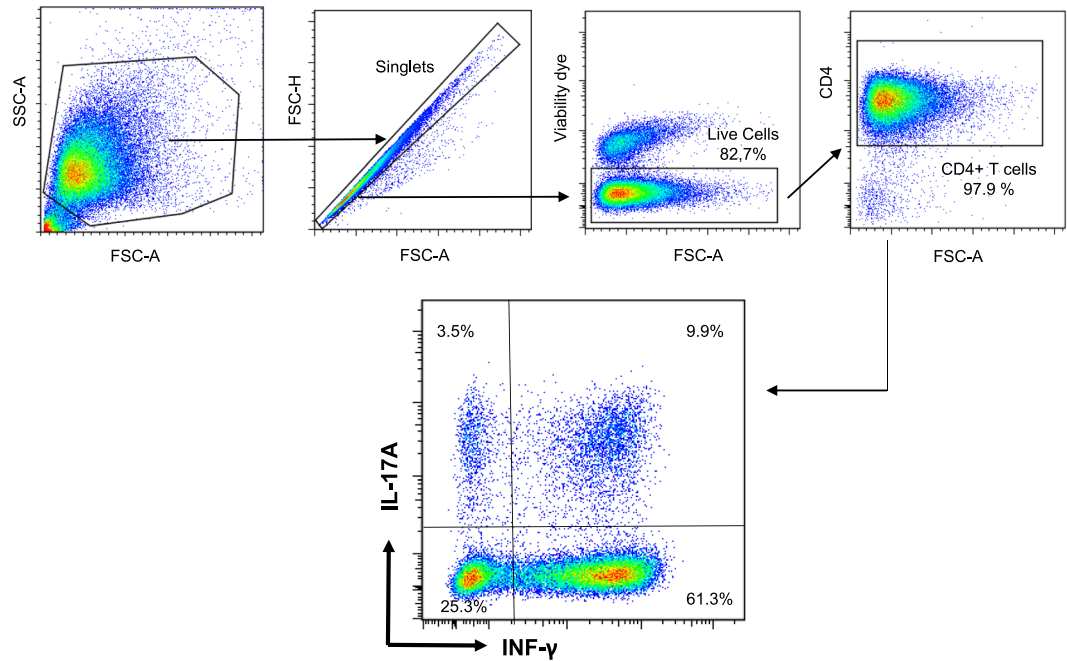 SSC-A
FSC-A
Singlets
FSC-H
FSC-A
Viability dye
Live Cells
82,7%
FSC-A
CD4
CD4+ T cells
97.9 %
FSC-A
3.5%
9.9%
IL-17A
25.3%
61.3%
INF-γ